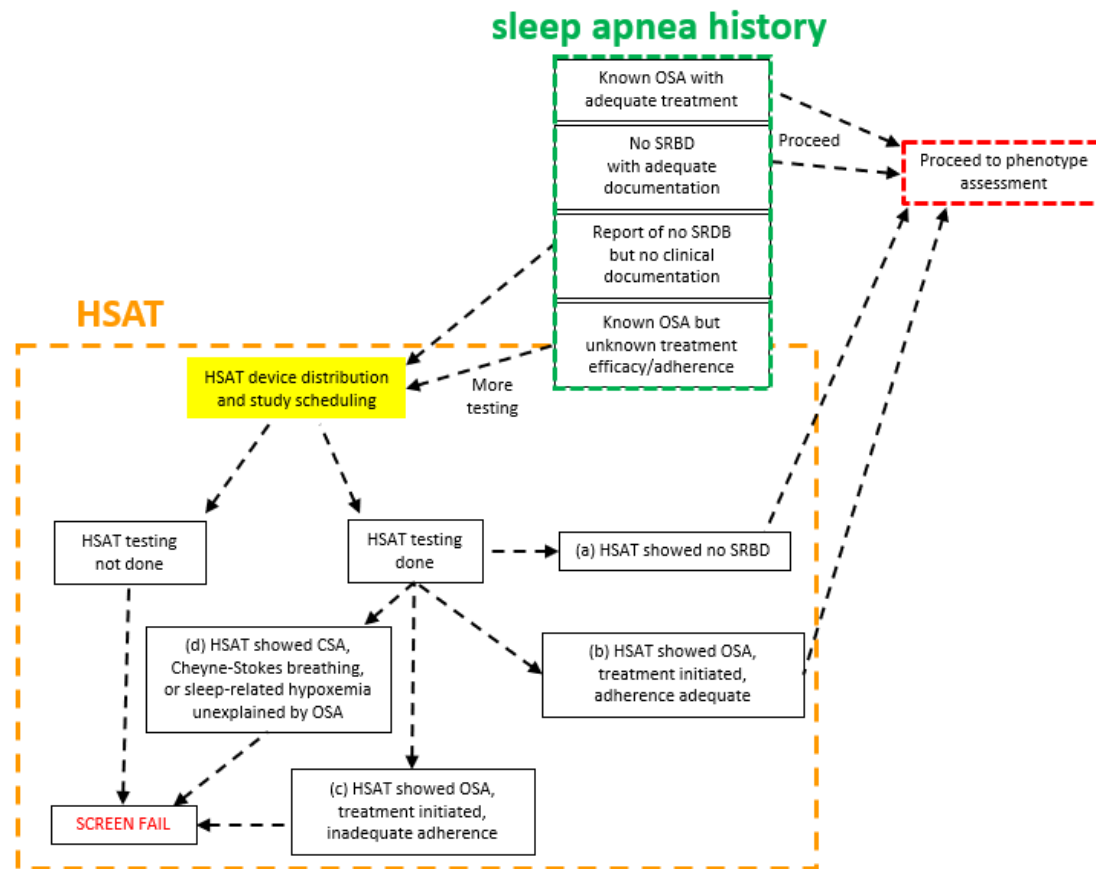 sleep apnea history
Known OSA with
adequate treatment
No SRBD
with adequate
documentation
Proceed
Proceed to phenotype
assessment
Report of no SRDB
but no clinical
documentation
Known OSA but
unknown treatment
efficacy/adherence
HSAT
HSAT device distribution
and study scheduling
More
testing
HSAT testing
not done
HSAT testing
done
(a) HSAT showed no SRBD
(d) HSAT showed CSA,
Cheyne-Stokes breathing,
or sleep-related hypoxemia
unexplained by OSA
(b) HSAT showed OSA,
treatment initiated,
adherence adequate
(c) HSAT showed OSA,
treatment initiated,
inadequate adherence
SCREEN FAIL